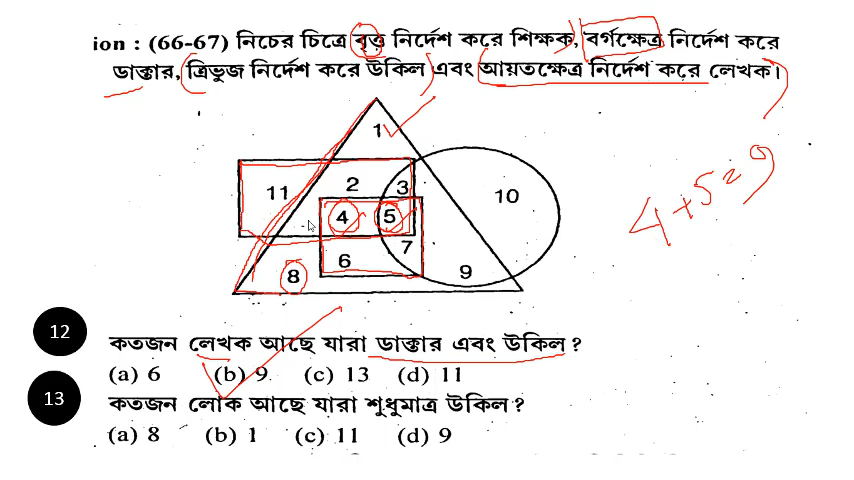 ion : (66-67) নিচের চিত্রে বৃত্ত নির্দেশ করে শিক্ষক, বর্গক্ষেত্র নির্দেশ করে
ডাক্তার, ত্রিভুজ নির্দেশ করে উকিল এবং আয়তক্ষেত্র নির্দেশ করে লেখক।
1
11 2 3 10
4 5
8 6 7 9
4+5=9
12 কতজন লেখক আছে যারা ডাক্তার এবং উকিল ?
(a) 6 (b) 9 (c) 13 (d) 11
13 কতজন লোক আছে যারা শুধুমাত্র উকিল ?
(a) 8 (b) 1 (c) 11 (d) 9